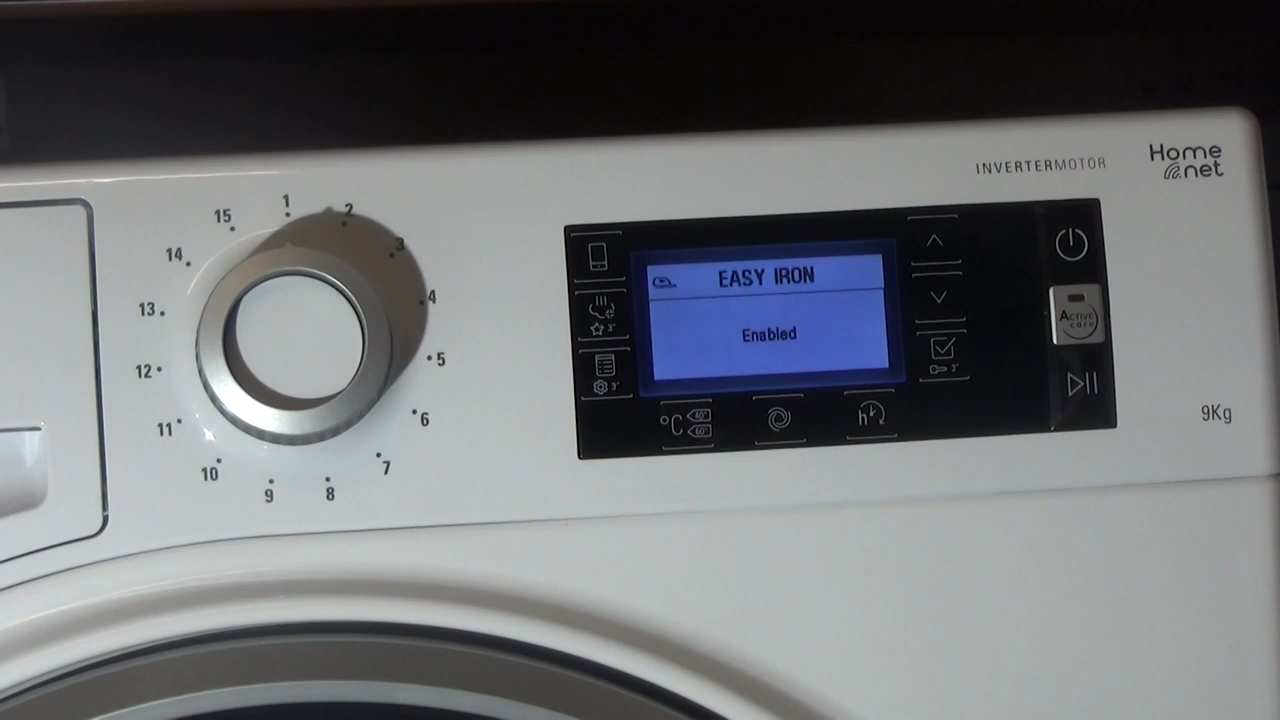 INVERTERMOTOR
Home
net
1
2
3
4
5
6
7
8
9
10
11
12
13
14
15
EASY IRON
Enabled
3"
3"
3"
°C 40°
60°
h
ACTIVE
care
9Kg